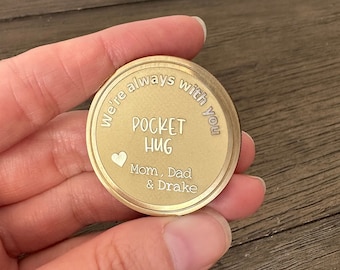 We're always with you
POCKET
HUG
Mom, Dad
& Drake